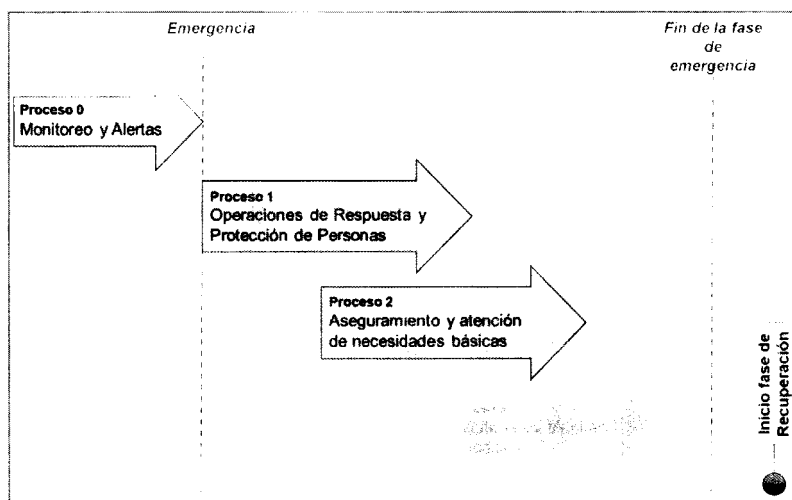 Emergencia
Fin de la fase
de
emergencia
Proceso 0
Monitoreo y Alertas
Proceso 1
Operaciones de Respuesta y
Protección de Personas
Proceso 2
Aseguramiento y atención
de necesidades básicas
Inicio fase de
Recuperación